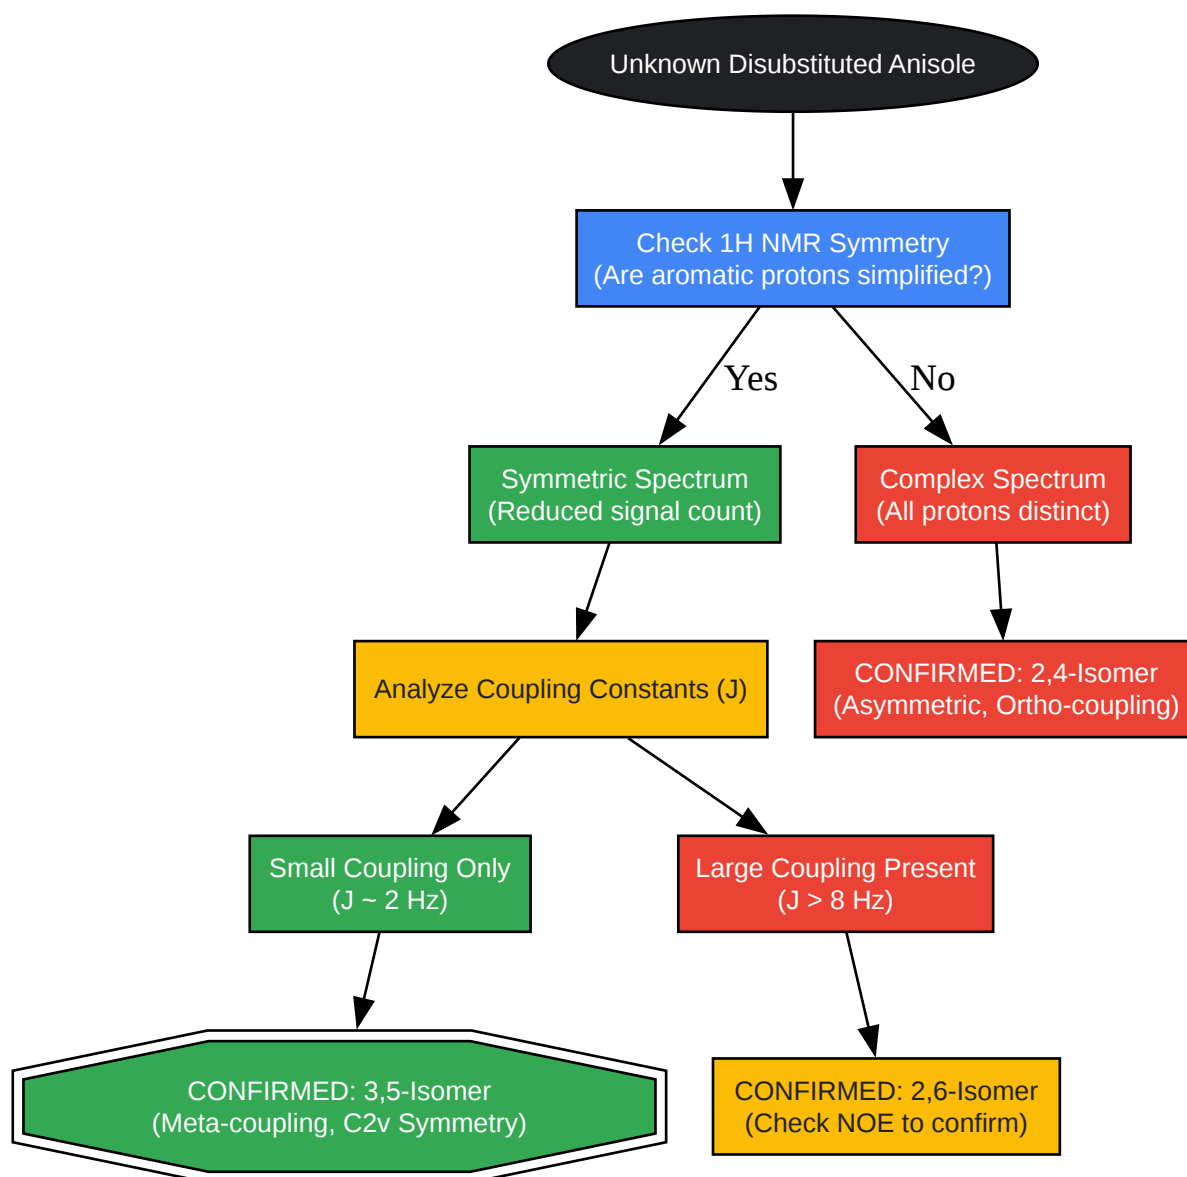 Unknown Disubstituted Anisole
Check 1H NMR Symmetry
(Are aromatic protons simplified?)
Yes
No
Symmetric Spectrum
(Reduced signal count)
Complex Spectrum
(All protons distinct)
Analyze Coupling Constants (J)
CONFIRMED: 2,4-Isomer
(Asymmetric, Ortho-coupling)
Small Coupling Only
(J ~ 2 Hz)
Large Coupling Present
(J > 8 Hz)
CONFIRMED: 3,5-Isomer
(Meta-coupling, C2v Symmetry)
CONFIRMED: 2,6-Isomer
(Check NOE to confirm)